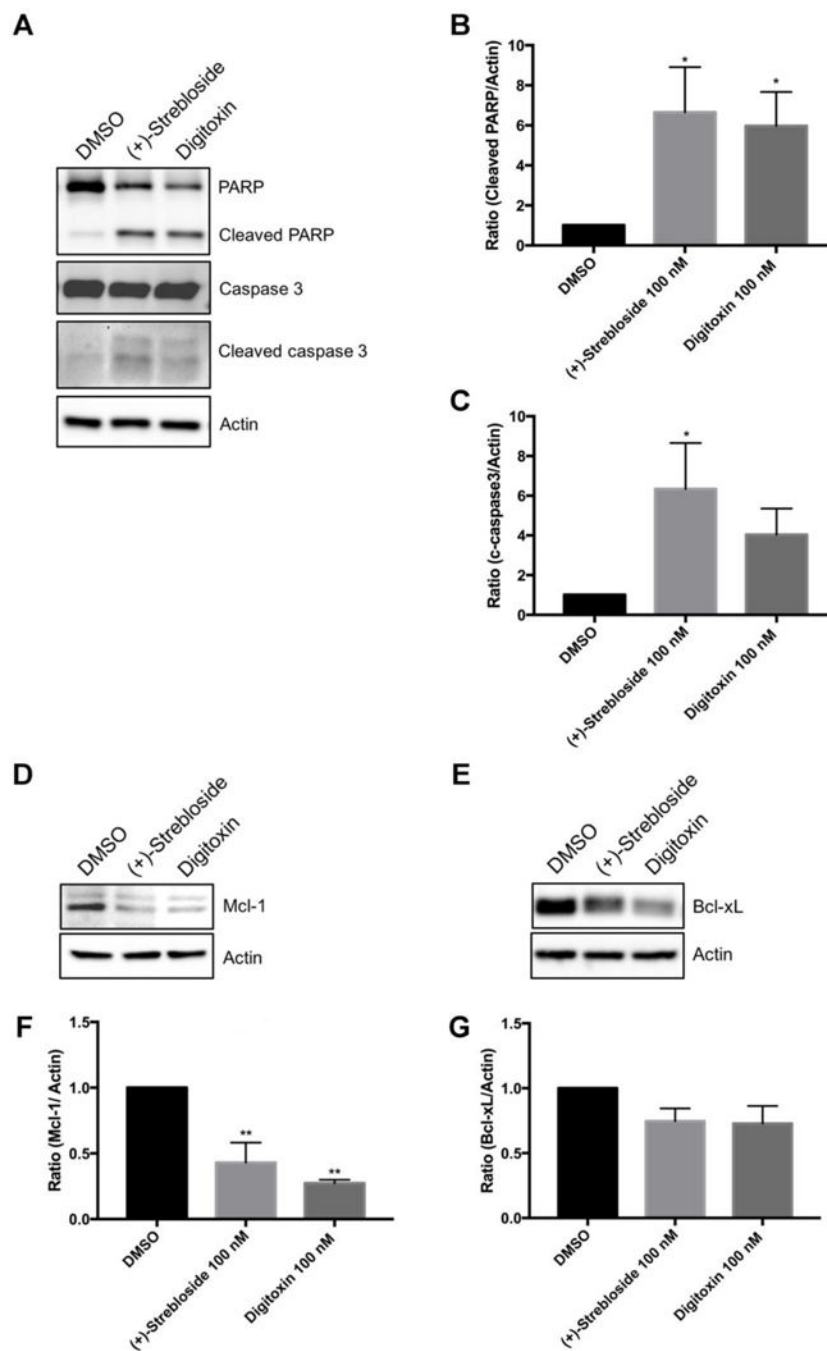 A
DMSO
(+)-Strebloside
Digitoxin
PARP
Cleaved PARP
Caspase 3
Cleaved caspase 3
Actin
B
Ratio (Cleaved PARP/Actin)
10
8
6
4
2
0
*
*
DMSO
(+)-Strebloside 100 nM
Digitoxin 100 nM
C
Ratio (c-caspase3/Actin)
10
8
6
4
2
0
*
DMSO
(+)-Strebloside 100 nM
Digitoxin 100 nM
D
DMSO
(+)-Strebloside
Digitoxin
Mcl-1
Actin
E
DMSO
(+)-Strebloside
Digitoxin
Bcl-xL
Actin
F
Ratio (Mcl-1/ Actin)
1.5
1.0
0.5
0.0
**
**
DMSO
(+)-Strebloside 100 nM
Digitoxin 100 nM
G
Ratio (Bcl-xL/Actin)
1.5
1.0
0.5
0.0
DMSO
(+)-Strebloside 100 nM
Digitoxin 100 nM